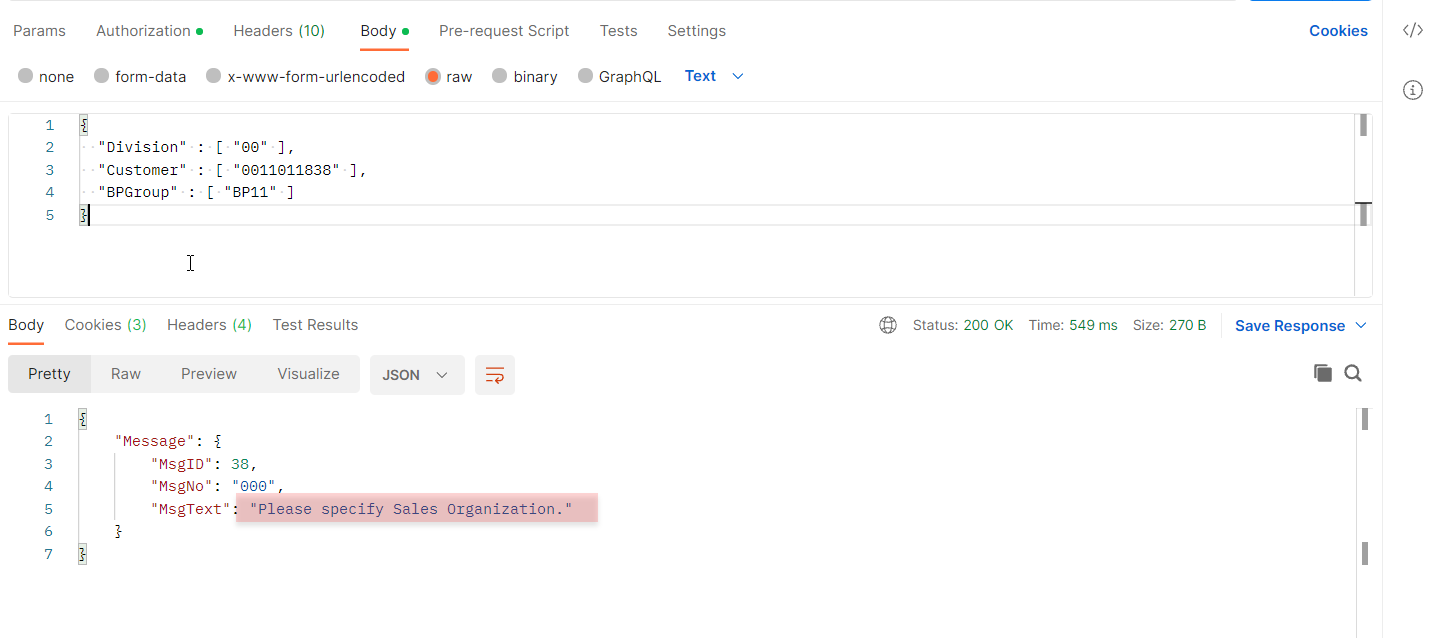 Params Authorization Headers (10) Body Pre-request Script Tests Settings Cookies
none form-data x-www-form-urlencoded raw binary GraphQL Text
1 {
2 "Division" : [ "00" ],
3 "Customer" : [ "0011011838" ],
4 "BPGroup" : [ "BP11" ]
5 }
Body Cookies (3) Headers (4) Test Results Status: 200 OK Time: 549 ms Size: 270 B Save Response
Pretty Raw Preview Visualize JSON
1 {
2 "Message": {
3 "MsgID": 38,
4 "MsgNo": "000",
5 "MsgText": "Please specify Sales Organization."
6 }
7 }